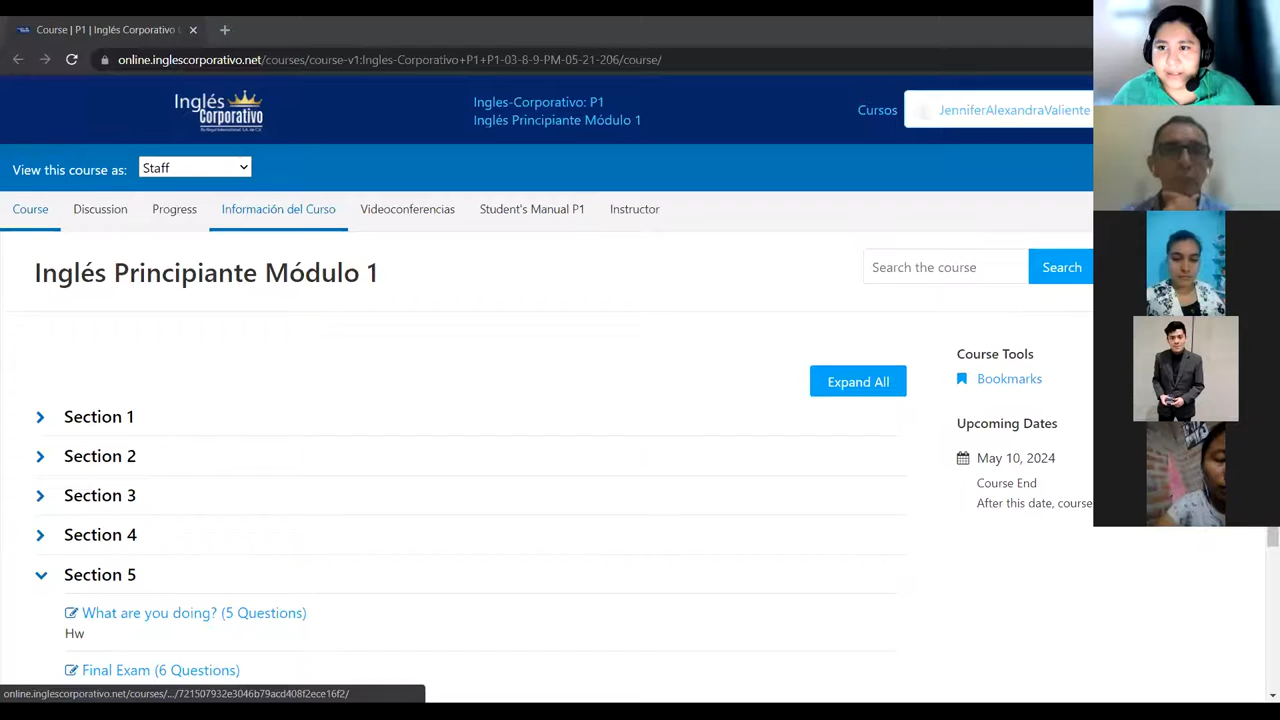 Course | P1 | Inglés Corporativo
online.inglescorporativo.net/courses/course-v1:Ingles-Corporativo+P1+P1-03-8-9-PM-05-21-206/course/
Inglés
Corporativo
Ingles-Corporativo: P1
Inglés Principiante Módulo 1
Cursos
JenniferAlexandraValiente
View this course as:
Staff
Course
Discussion
Progress
Información del Curso
Videoconferencias
Student's Manual P1
Instructor
Inglés Principiante Módulo 1
Search the course
Search
Expand All
Course Tools
Bookmarks
Upcoming Dates
May 10, 2024
Course End
After this date, course
Section 1
Section 2
Section 3
Section 4
Section 5
What are you doing? (5 Questions)
Hw
Final Exam (6 Questions)
online.inglescorporativo.net/courses/.../721507932e3046b79acd408f2ece16f2/